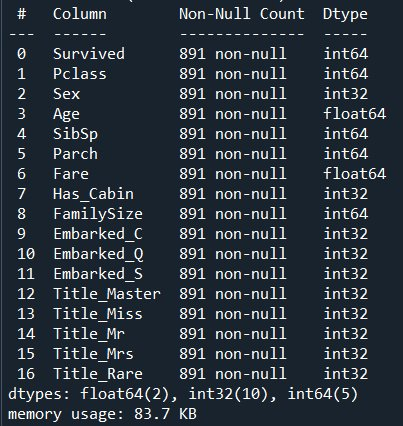 #   Column        Non-Null Count  Dtype
---  ------        --------------  -----
 0   Survived      891 non-null    int64
 1   Pclass        891 non-null    int64
 2   Sex           891 non-null    int32
 3   Age           891 non-null    float64
 4   SibSp         891 non-null    int64
 5   Parch         891 non-null    int64
 6   Fare          891 non-null    float64
 7   Has_Cabin     891 non-null    int32
 8   FamilySize    891 non-null    int64
 9   Embarked_C    891 non-null    int32
 10  Embarked_Q    891 non-null    int32
 11  Embarked_S    891 non-null    int32
 12  Title_Master  891 non-null    int32
 13  Title_Miss    891 non-null    int32
 14  Title_Mr      891 non-null    int32
 15  Title_Mrs     891 non-null    int32
 16  Title_Rare    891 non-null    int32
dtypes: float64(2), int32(10), int64(5)
memory usage: 83.7 KB